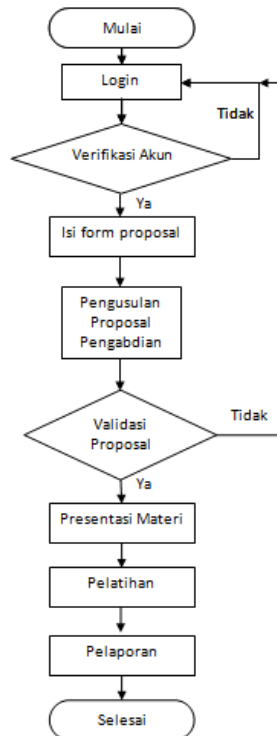 Mulai
Login
Tidak
Verifikasi Akun
Ya
Isi form proposal
Pengusulan
Proposal
Pengabdian
Validasi
Proposal
Tidak
Ya
Presentasi Materi
Pelatihan
Pelaporan
Selesai